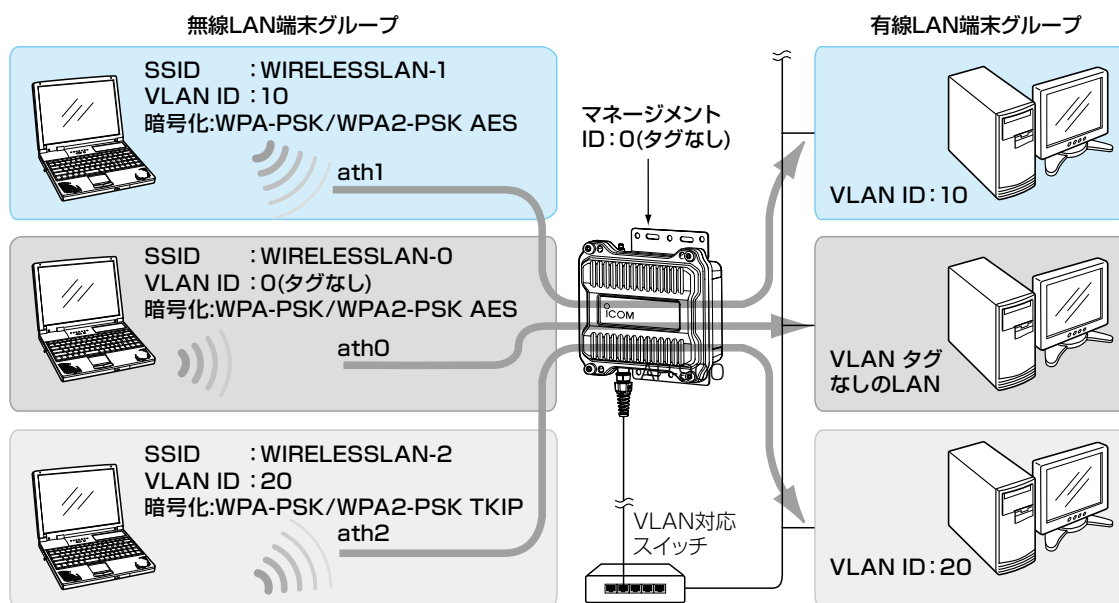 無線LAN端末グループ
有線LAN端末グループ
SSID :WIRELESSLAN-1
VLAN ID :10
暗号化:WPA-PSK/WPA2-PSK AES
ath1
マネージメント
ID:0(タグなし)
VLAN ID:10
SSID :WIRELESSLAN-0
VLAN ID :0(タグなし)
暗号化:WPA-PSK/WPA2-PSK AES
ath0
ICOM
VLAN タグ
なしのLAN
SSID :WIRELESSLAN-2
VLAN ID :20
暗号化:WPA-PSK/WPA2-PSK TKIP
ath2
VLAN対応
スイッチ
VLAN ID:20